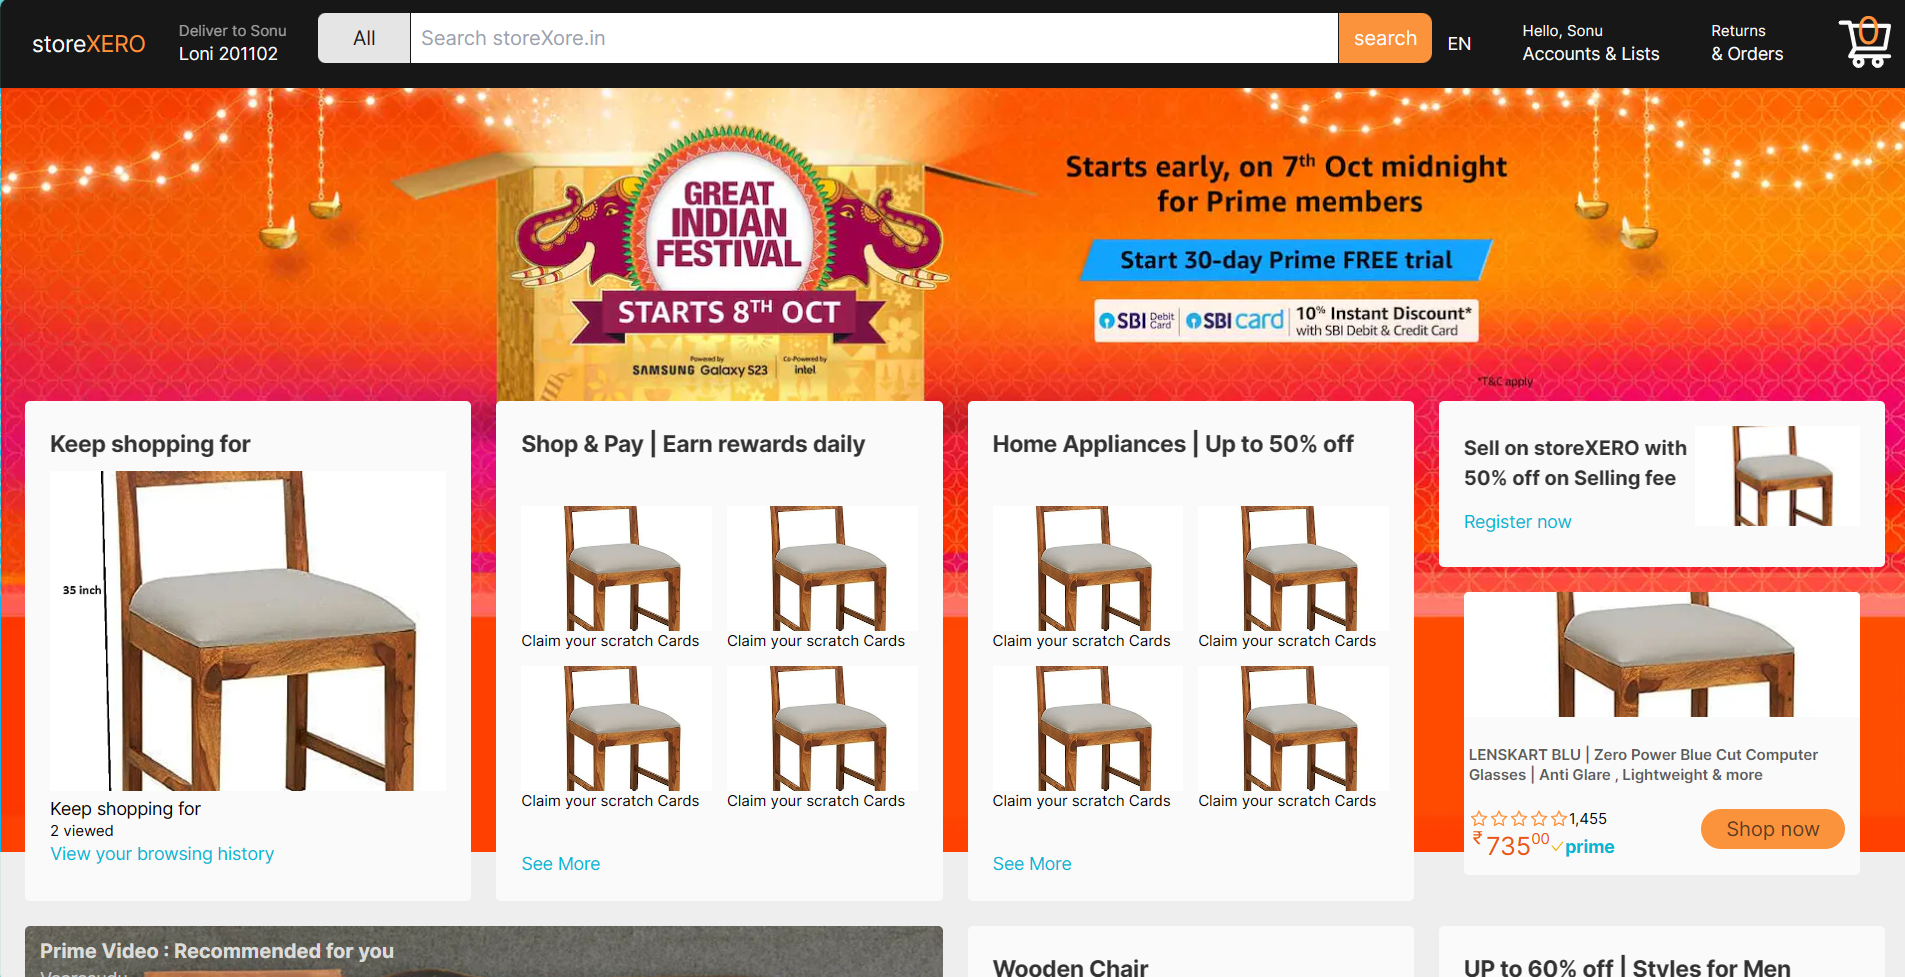 storeXERO
Deliver to Sonu
Loni 201102
All
Search storeXore.in
search
EN
Hello, Sonu
Accounts & Lists
Returns
& Orders
0
GREAT
INDIAN
FESTIVAL
STARTS 8TH OCT
Powered by
SAMSUNG Galaxy S23
Co-Powered by
intel
Starts early, on 7th Oct midnight
for Prime members
Start 30-day Prime FREE trial
SBI Debit Card
SBI card
10% Instant Discount*
with SBI Debit & Credit Card
*T&C apply
Keep shopping for
35 inch
Keep shopping for
2 viewed
View your browsing history
Shop & Pay | Earn rewards daily
Claim your scratch Cards
Claim your scratch Cards
Claim your scratch Cards
Claim your scratch Cards
See More
Home Appliances | Up to 50% off
Claim your scratch Cards
Claim your scratch Cards
Claim your scratch Cards
Claim your scratch Cards
See More
Sell on storeXERO with
50% off on Selling fee
Register now
LENSKART BLU | Zero Power Blue Cut Computer
Glasses | Anti Glare , Lightweight & more
1,455
₹73500 prime
Shop now
Prime Video : Recommended for you
Wooden Chair
UP to 60% off | Styles for Men